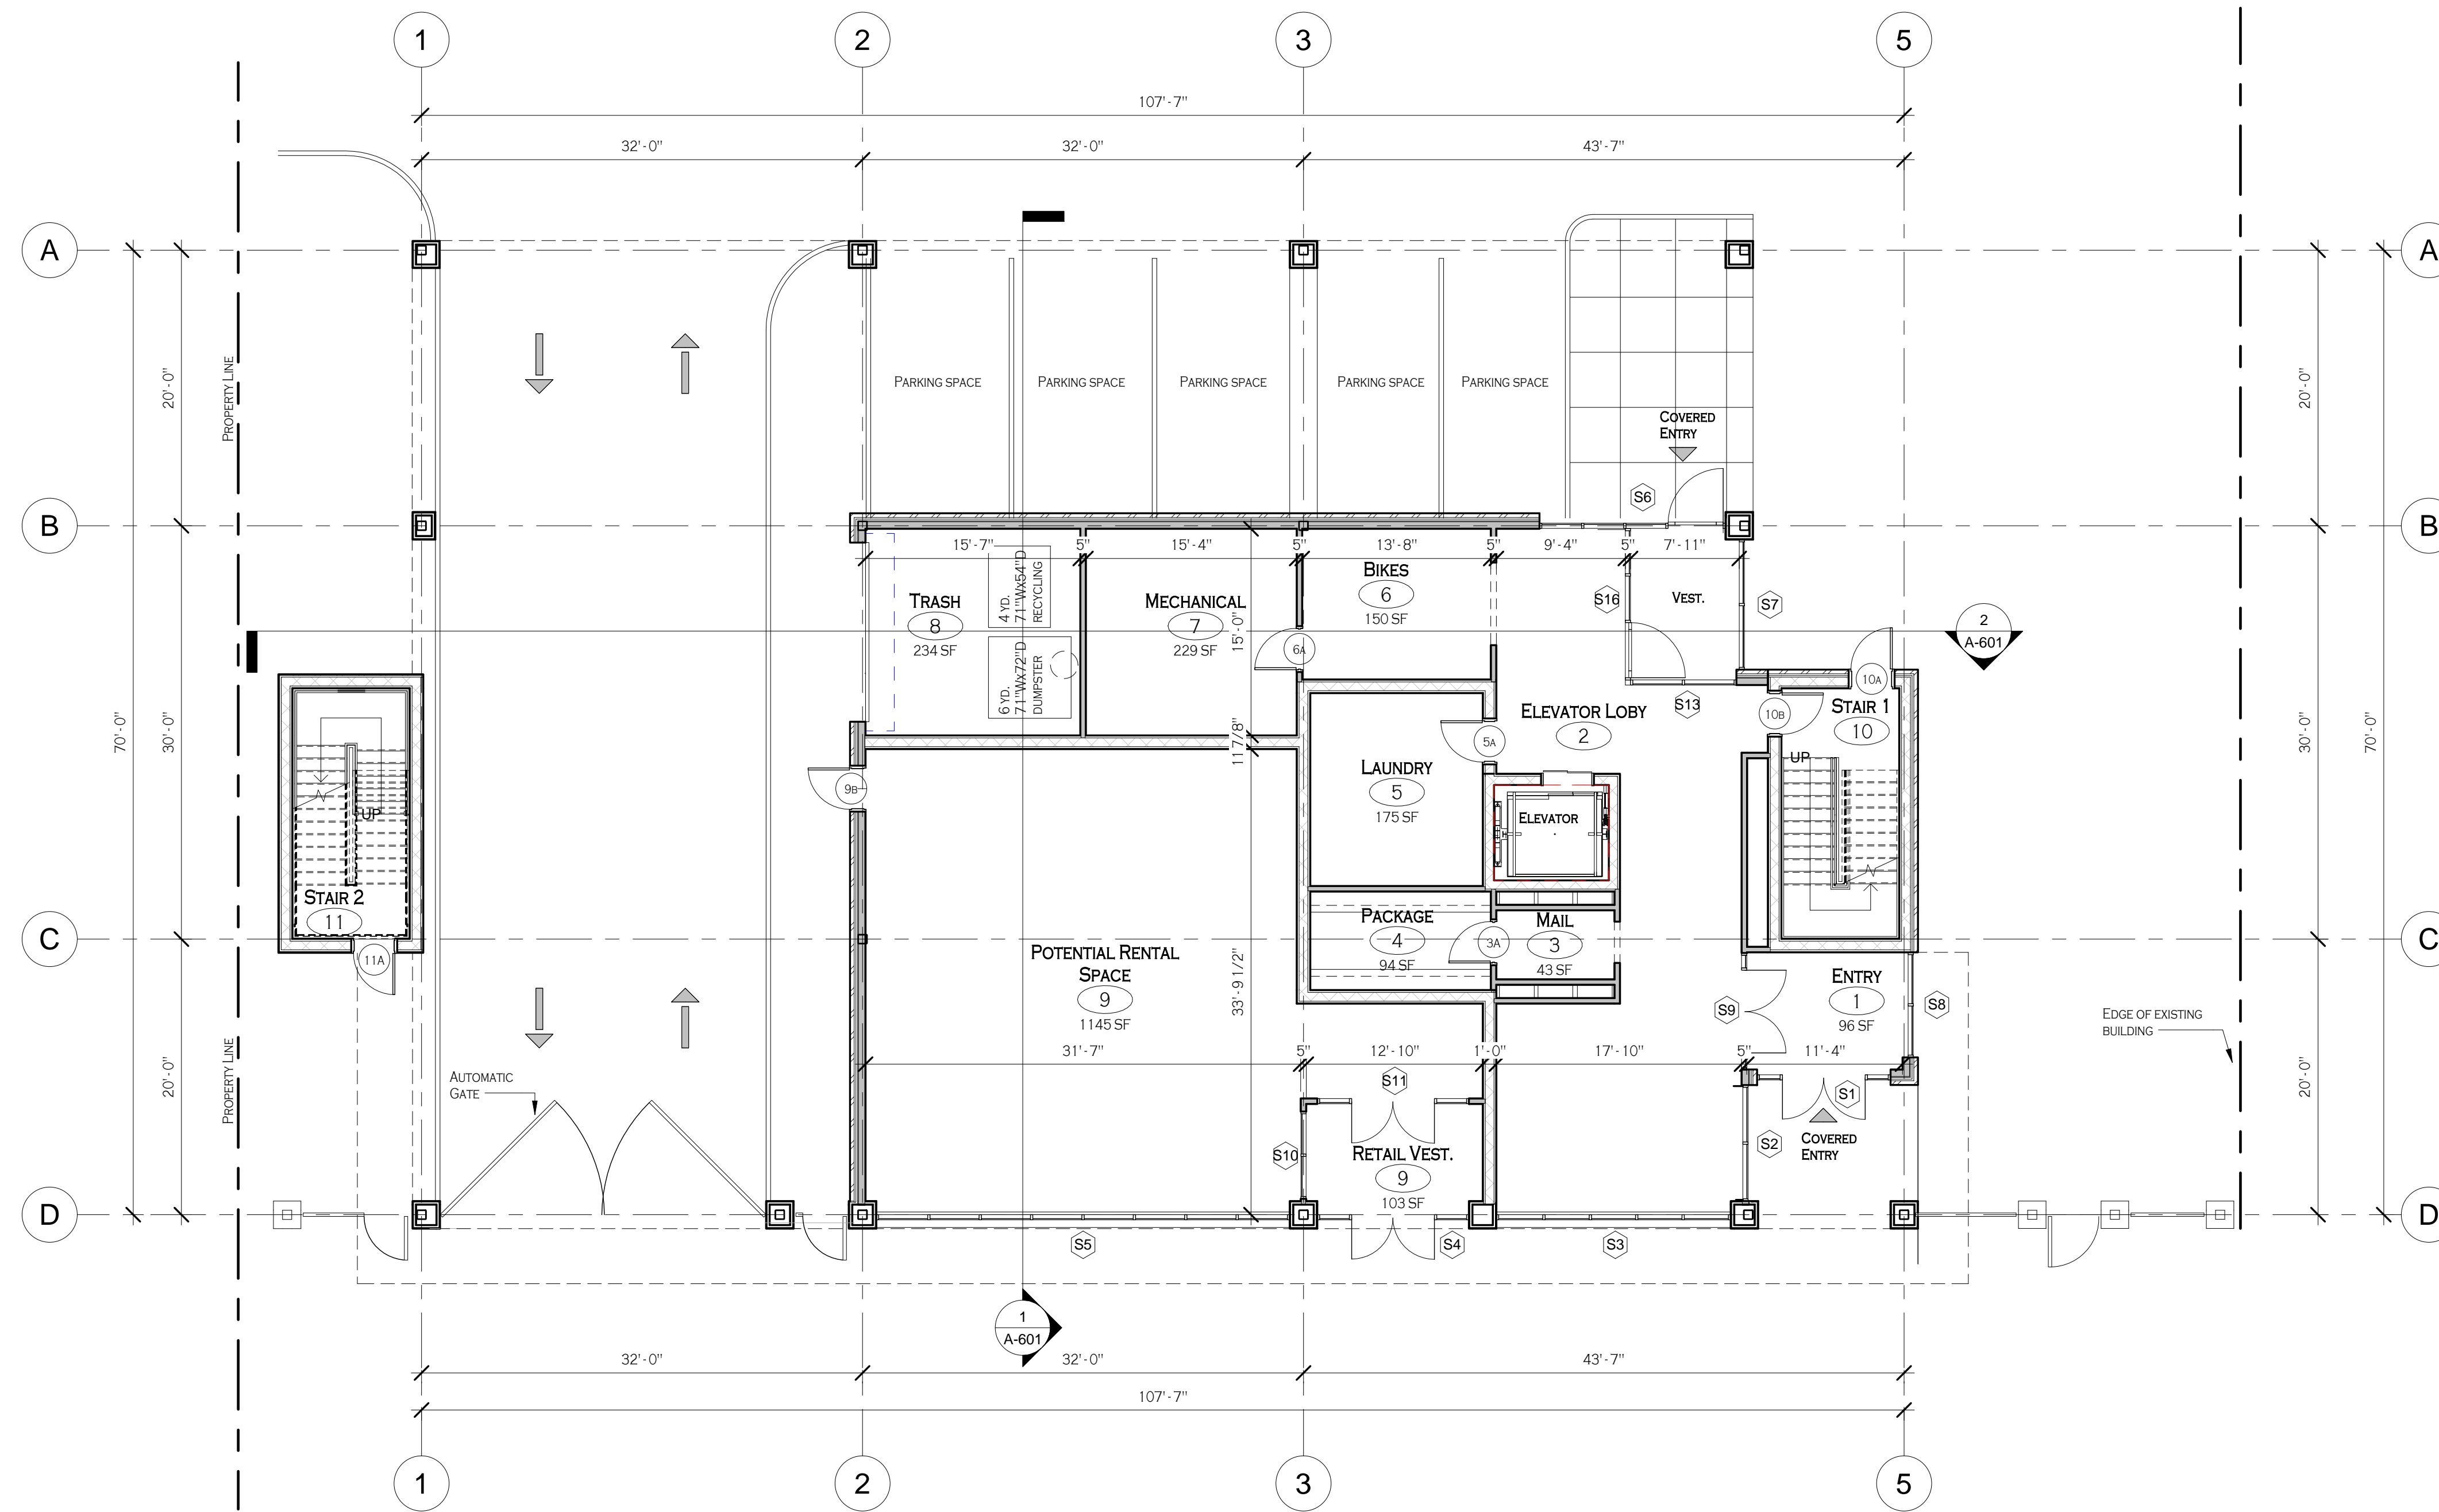 1
2
3
5
107'-7"
32'-0"
32'-0"
43'-7"
A
A
B
B
C
C
D
D
20'-0"
30'-0"
20'-0"
70'-0"
20'-0"
30'-0"
20'-0"
70'-0"
PROPERTY LINE
PROPERTY LINE
PARKING SPACE
PARKING SPACE
PARKING SPACE
PARKING SPACE
PARKING SPACE
COVERED
ENTRY
S6
15'-7"
5"
15'-4"
5"
13'-8"
5"
9'-4"
5"
7'-11"
TRASH
8
234 SF
4 YD.
71"Wx54"D
RECYCLING
6 YD.
71"Wx72"D
DUMPSTER
MECHANICAL
7
229 SF
15'-0"
11 7/8"
33'-9 1/2"
BIKES
6
150 SF
6A
S16
VEST.
S7
S13
2
A-601
10A
10B
STAIR 1
10
UP
ELEVATOR LOBY
2
5A
LAUNDRY
5
175 SF
ELEVATOR
9B
UP
STAIR 2
11
11A
PACKAGE
4
94 SF
3A
MAIL
3
43 SF
POTENTIAL RENTAL
SPACE
9
1145 SF
ENTRY
1
96 SF
S9
S8
EDGE OF EXISTING
BUILDING
31'-7"
5"
12'-10"
1'-0"
17'-10"
5"
11'-4"
AUTOMATIC
GATE
S11
S1
S10
RETAIL VEST.
9
103 SF
S2
COVERED
ENTRY
S5
S4
S3
1
A-601
32'-0"
32'-0"
43'-7"
107'-7"
1
2
3
5